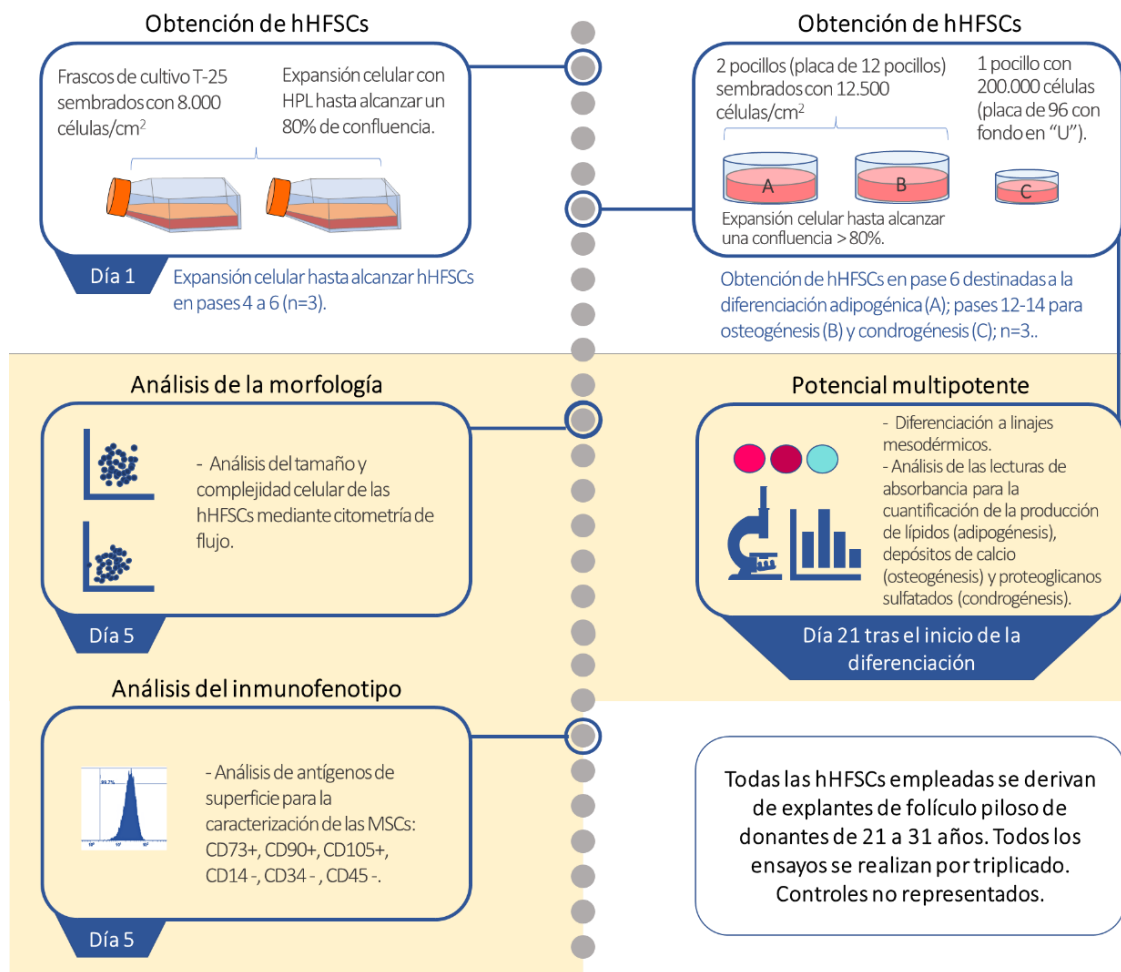 Obtención de hHFSCs
Frascos de cultivo T-25
sembrados con 8.000
células/cm²
Expansión celular con
HPL hasta alcanzar un
80% de confluencia.
Día 1
Expansión celular hasta alcanzar hHFSCs
en pases 4 a 6 (n=3).
Obtención de hHFSCs
2 pocillos (placa de 12 pocillos)
sembrados con 12.500
células/cm²
1 pocillo con
200.000 células
(placa de 96 con
fondo en “U”).
A
B
C
Expansión celular hasta alcanzar
una confluencia > 80%.
Obtención de hHFSCs en pase 6 destinadas a la
diferenciación adipogénica (A); pases 12-14 para
osteogénesis (B) y condrogénesis (C); n=3..
Análisis de la morfología
- Análisis del tamaño y
complejidad celular de las
hHFSCs mediante citometría de
flujo.
Día 5
Potencial multipotente
- Diferenciación a linajes
mesodérmicos.
- Análisis de las lecturas de
absorbancia para la
cuantificación de la producción
de lípidos (adipogénesis),
depósitos de calcio
(osteogénesis) y proteoglicanos
sulfatados (condrogénesis).
Día 21 tras el inicio de la
diferenciación
Análisis del inmunofenotipo
- Análisis de antígenos de
superficie para la
caracterización de las MSCs:
CD73+, CD90+, CD105+,
CD14 -, CD34 - , CD45 -.
Día 5
Todas las hHFSCs empleadas se derivan
de explantes de folículo piloso de
donantes de 21 a 31 años. Todos los
ensayos se realizan por triplicado.
Controles no representados.